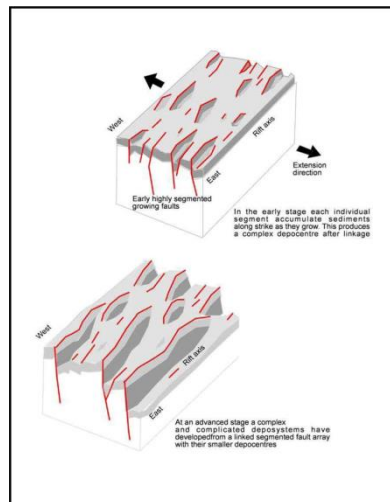 West
Rift axis
Extension
direction
East
Early highly segmented
growing faults
In the early stage each individual
segment accumulate sediments
along strike as they grow. This produces
a complex depocentre after linkage
West
Rift axis
East
At an advanced stage a complex
and complicated deposystems have
developedfrom a linked segmented fault array
with their smaller depocentres